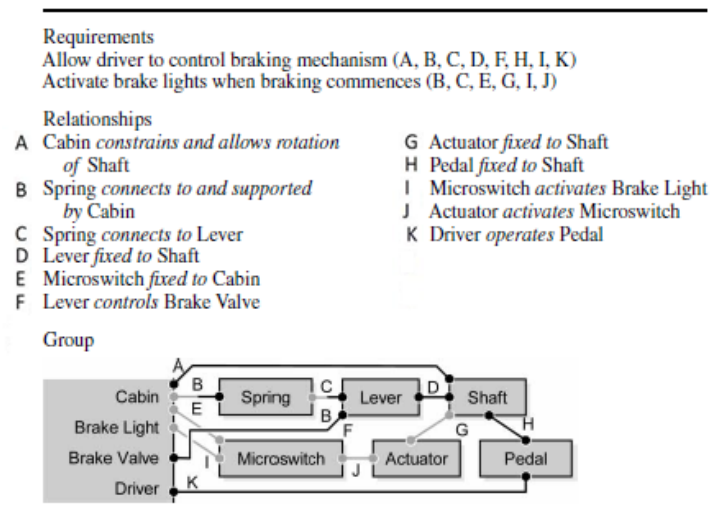 Requirements
Allow driver to control braking mechanism (A, B, C, D, F, H, I, K)
Activate brake lights when braking commences (B, C, E, G, I, J)
Relationships
A Cabin constrains and allows rotation
of Shaft
B Spring connects to and supported
by Cabin
C Spring connects to Lever
D Lever fixed to Shaft
E Microswitch fixed to Cabin
F Lever controls Brake Valve
G Actuator fixed to Shaft
H Pedal fixed to Shaft
I Microswitch activates Brake Light
J Actuator activates Microswitch
K Driver operates Pedal
Group
A
Cabin B Spring C Lever D Shaft
E B F G H
Brake Light
Brake Valve I Microswitch J Actuator Pedal
Driver K